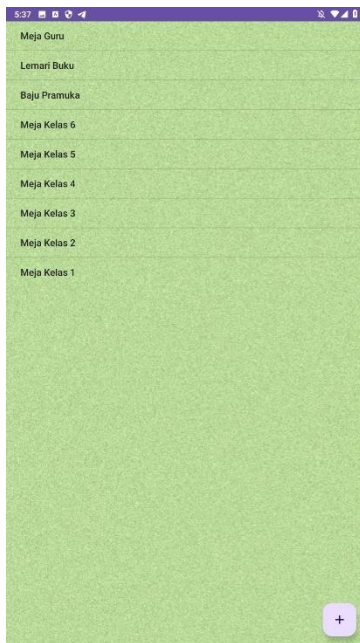 5:37
Meja Guru
Lemari Buku
Baju Pramuka
Meja Kelas 6
Meja Kelas 5
Meja Kelas 4
Meja Kelas 3
Meja Kelas 2
Meja Kelas 1
+